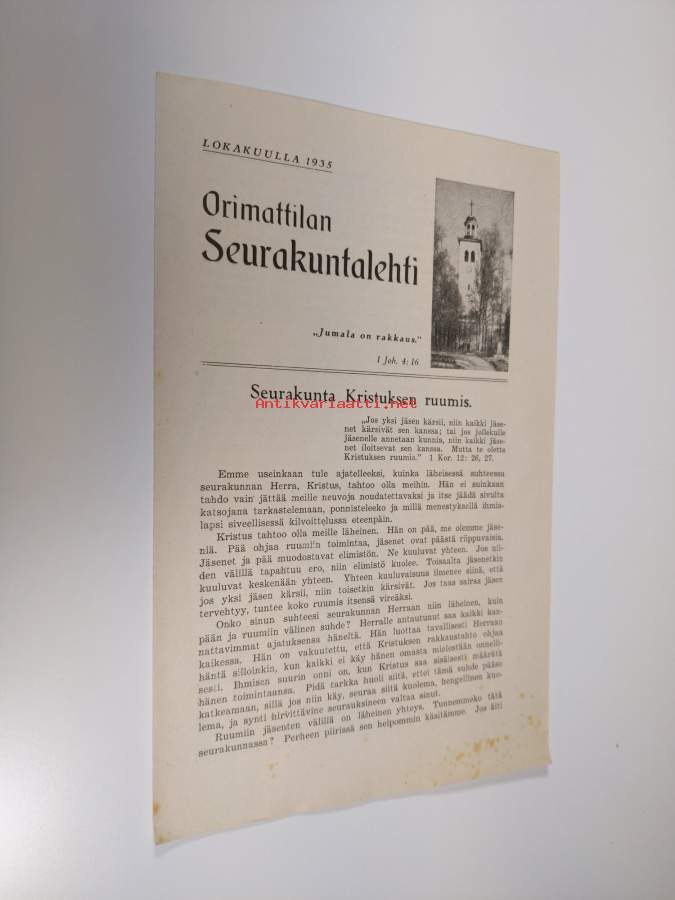 LOKAKUULLA 1935
Orimattilan
Seurakuntalehti
„Jumala on rakkaus."
1 Joh. 4: 16
Seurakunta Kristuksen ruumis.
Antikvariaatti.net
„Jos yksi jäsen kärsii, niin kaikki jäse-
net kärsivät sen kanssa; tai jos jollekulle
jäsenelle annetaan kunnia, niin kaikki jäse-
net iloitsevat sen kanssa. Mutta te olette
Kristuksen ruumis." 1 Kor. 12: 26, 27.
Emme useinkaan tule ajatelleeksi, kuinka läheisessä suhteessa
seurakunnan Herra, Kristus, tahtoo olla meihin. Hän ei suinkaan
tahdo vain jättää meille neuvoja noudatettavaksi ja itse jäädä sivulta
katsojana tarkastelemaan, ponnisteleeko ja millä menestyksellä ihmis-
lapsi siveellisessä kilvoittelussa eteenpäin.
Kristus tahtoo olla meille läheinen. Hän on pää, me olemme jäse-
niä. Pää ohjaa ruumiin toimintaa, jäsenet ovat päästä riippuvaisia.
Jäsenet ja pää muodostavat elimistön. Ne kuuluvat yhteen. Jos nii-
den välillä tapahtuu ero, niin elimistö kuolee. Toisaalta jäsenetkin
kuuluvat keskenään yhteen. Yhteen kuuluvaisuus ilmenee siinä, että
jos yksi jäsen kärsii, niin toisetkin kärsivät. Jos taas sairas jäsen
tervehtyy, tuntee koko ruumis itsensä vireäksi.
Onko sinun suhteesi seurakunnan Herraan niin läheinen, kuin
pään ja ruumiin välinen suhde? Herralle antautunut saa kaikki kan-
nattavimmat ajatuksensa häneltä. Hän luottaa tavallisesti Herraan
kaikessa. Hän on vakuutettu, että Kristuksen rakkaustahto ohjaa
häntä silloinkin, kun kaikki ei käy hänen omasta mielestään onnelli-
sesti. Ihmisen suurin onni on, kun Kristus saa sisäisesti määrätä
hänen toimintaansa. Pidä tarkka huoli siitä, ettei tämä suhde pääse
katkeamaan, sillä jos niin käy, seuraa siitä kuolema, hengellinen kuo-
lema, ja synti hirvittävine seurauksineen valtaa sinut.
Ruumiin jäsenten välillä on läheinen yhteys. Tunnemmeko tätä
seurakunnassa? Perheen piirissä sen helpommin käsitämme. Jos äiti